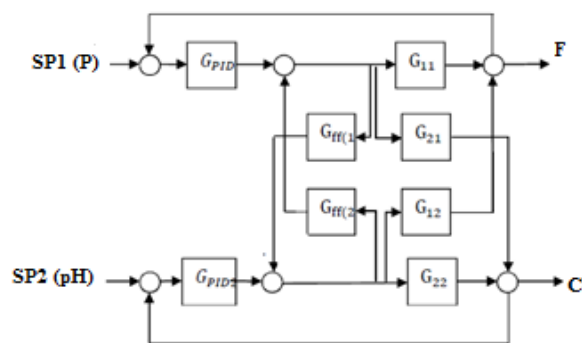 SP1 (P)
G_PID
G₁₁
F
G_ff(1
G₂₁
G_ff(2
G₁₂
SP2 (pH)
G_PID2
G₂₂
C